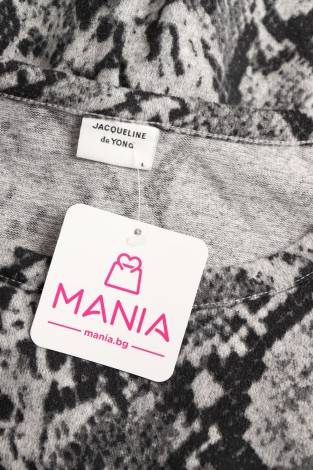 JACQUELINE
de YONG
L
MANIA
mania.bg